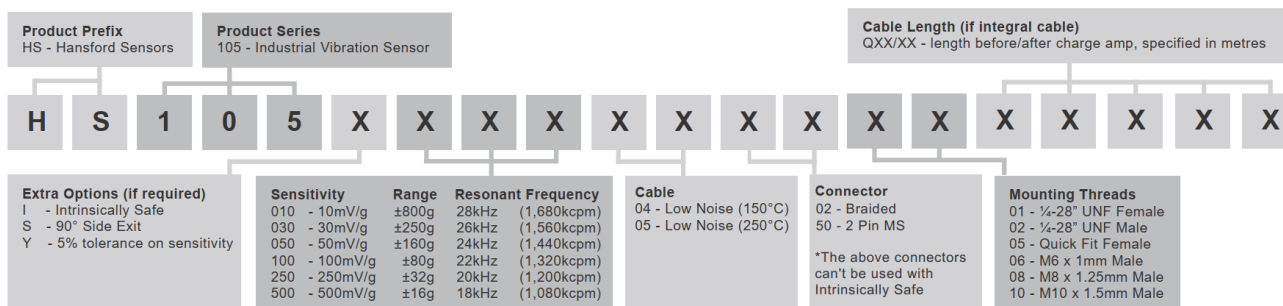 Product Prefix
HS - Hansford Sensors
Product Series
105 - Industrial Vibration Sensor
Cable Length (if integral cable)
QXX/XX - length before/after charge amp, specified in metres
H S 1 0 5 X X X X X X X X X X X X X X X
Extra Options (if required)
I - Intrinsically Safe
S - 90° Side Exit
Y - 5% tolerance on sensitivity
Sensitivity Range Resonant Frequency
010 - 10mV/g ±800g 28kHz (1,680kcpm)
030 - 30mV/g ±250g 26kHz (1,560kcpm)
050 - 50mV/g ±160g 24kHz (1,440kcpm)
100 - 100mV/g ±80g 22kHz (1,320kcpm)
250 - 250mV/g ±32g 20kHz (1,200kcpm)
500 - 500mV/g ±16g 18kHz (1,080kcpm)
Cable
04 - Low Noise (150°C)
05 - Low Noise (250°C)
Connector
02 - Braided
50 - 2 Pin MS
*The above connectors
can't be used with
Intrinsically Safe
Mounting Threads
01 - ¼-28" UNF Female
02 - ¼-28" UNF Male
05 - Quick Fit Female
06 - M6 x 1mm Male
08 - M8 x 1.25mm Male
10 - M10 x 1.5mm Male